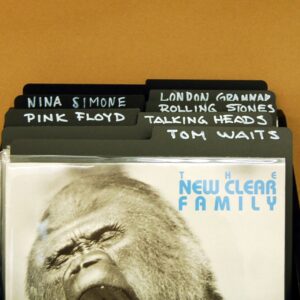 NINA SIMONE
LONDON GRAMMAR
ROLLING STONES
PINK FLOYD
TALKING HEADS
TOM WAITS
THE
NEW CLEAR
FAMILY